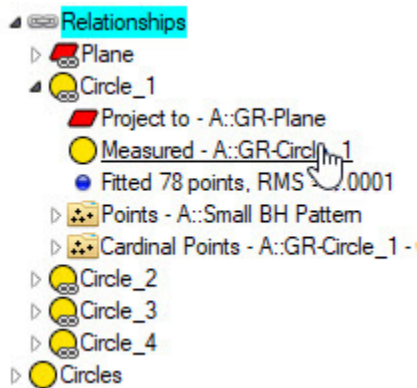 Relationships
Plane
Circle_1
Project to - A::GR-Plane
Measured - A::GR-Circle_1
Fitted 78 points, RMS
Points - A::Small BH Pattern
Cardinal Points - A::GR-Circle_1 -
Circle_2
Circle_3
Circle_4
Circles